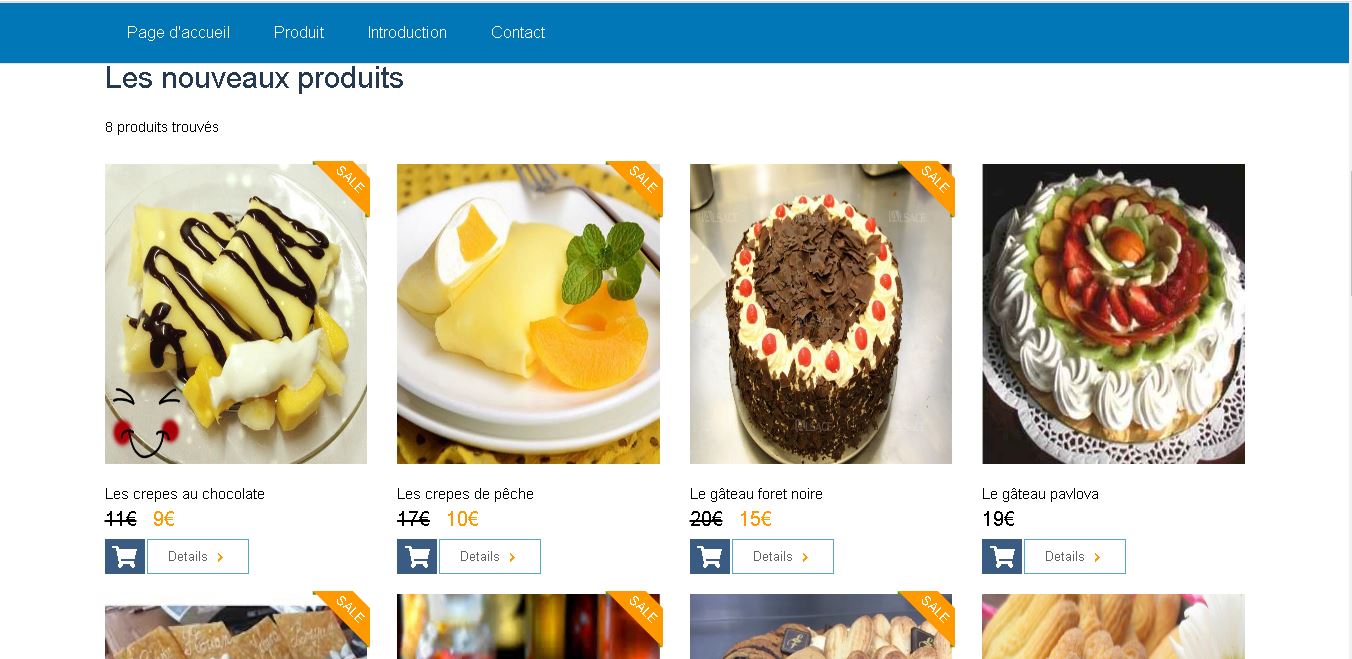 Page d'accueil Produit Introduction Contact
Les nouveaux produits
8 produits trouvés
SALE SALE SALE
Les crepes au chocolate
11€ 9€
Details
Les crepes de pêche
17€ 10€
Details
Le gâteau foret noire
20€ 15€
Details
Le gâteau pavlova
19€
Details
SALE SALE SALE